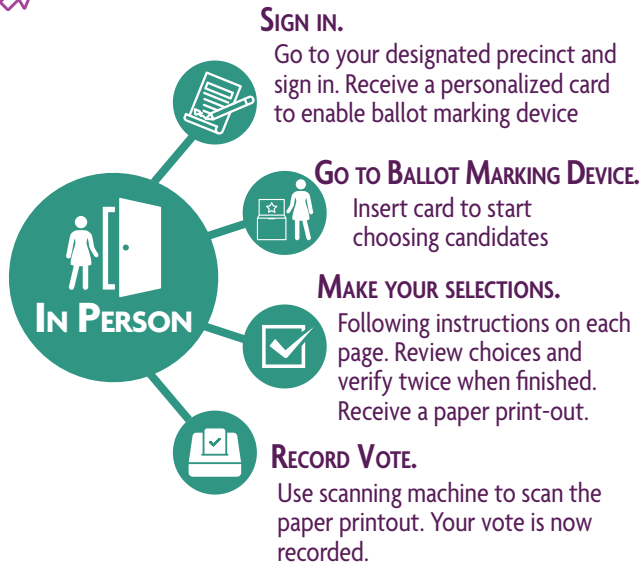 SIGN IN.
Go to your designated precinct and
sign in. Receive a personalized card
to enable ballot marking device
GO TO BALLOT MARKING DEVICE.
Insert card to start
choosing candidates
IN PERSON
MAKE YOUR SELECTIONS.
Following instructions on each
page. Review choices and
verify twice when finished.
Receive a paper print-out.
RECORD VOTE.
Use scanning machine to scan the
paper printout. Your vote is now
recorded.